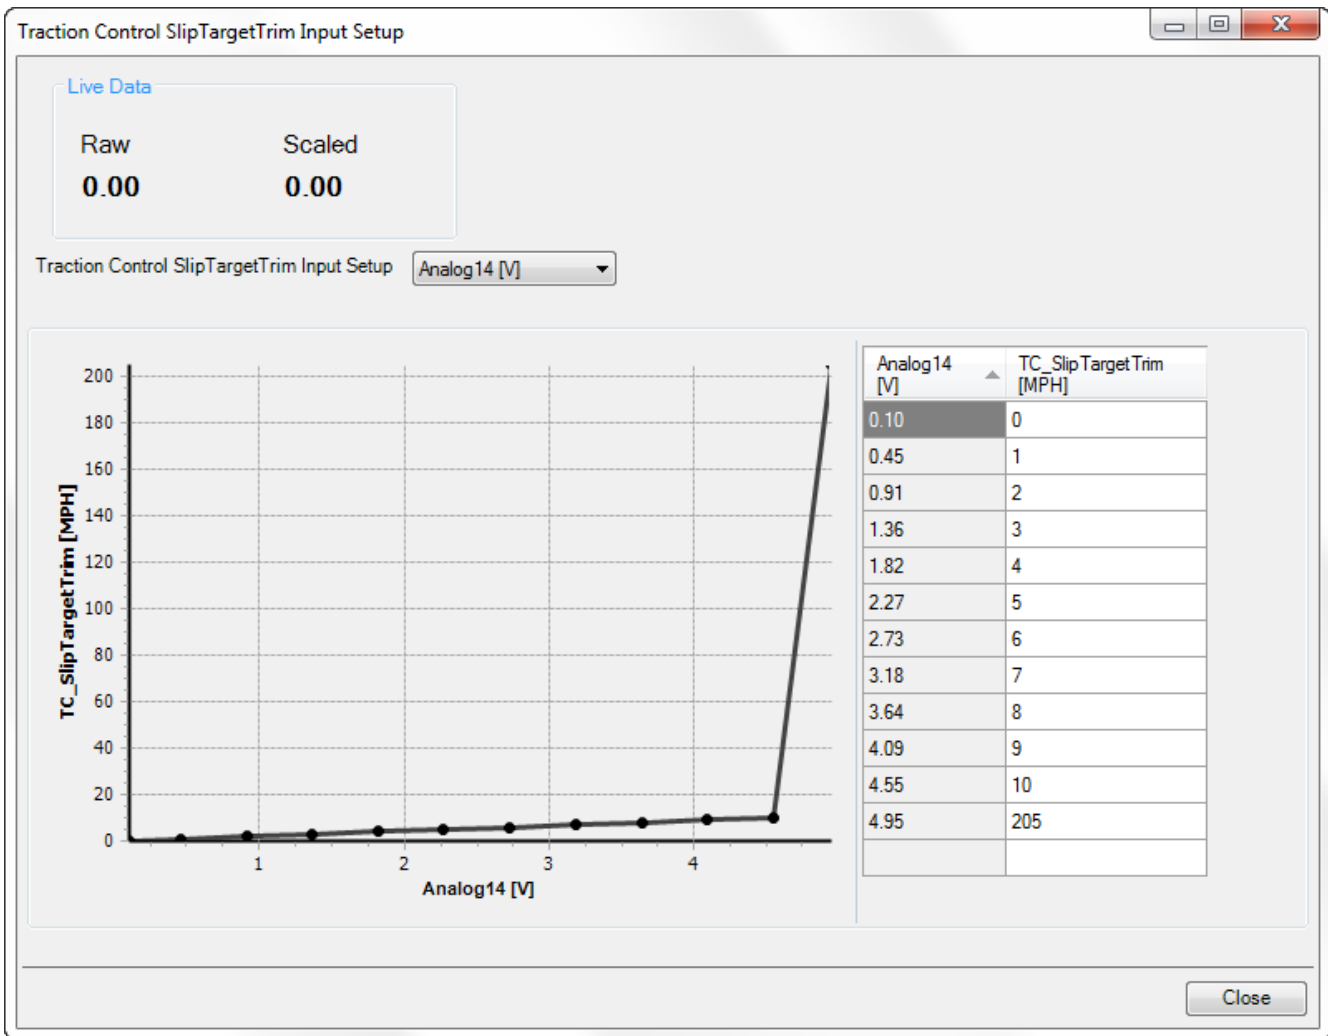 Traction Control SlipTargetTrim Input Setup
Live Data
Raw Scaled
0.00 0.00
Traction Control SlipTargetTrim Input Setup Analog14 [V]
200
180
160
140
120
100
80
60
40
20
0
TC_SlipTargetTrim [MPH]
1 2 3 4
Analog14 [V]
Analog14 TC_SlipTargetTrim
[V] [MPH]
0.10 0
0.45 1
0.91 2
1.36 3
1.82 4
2.27 5
2.73 6
3.18 7
3.64 8
4.09 9
4.55 10
4.95 205
Close